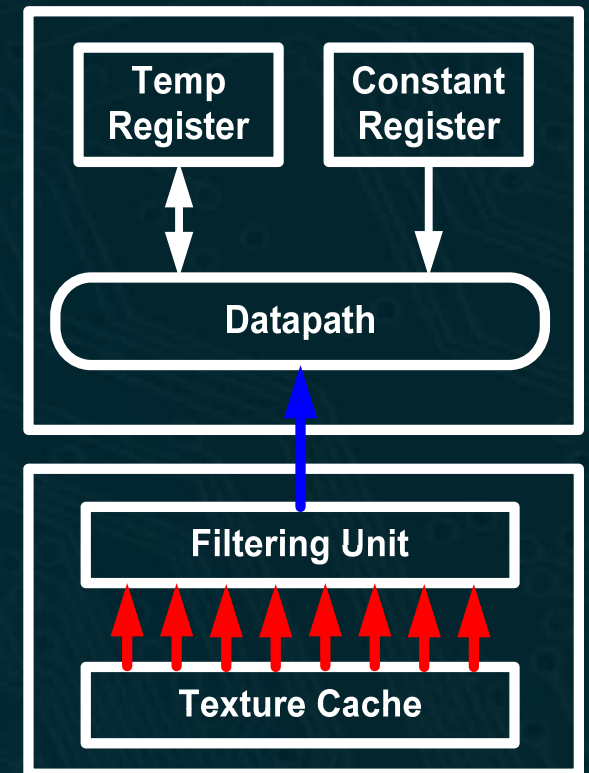 Temp
Register
Constant
Register
Datapath
Filtering Unit
Texture Cache